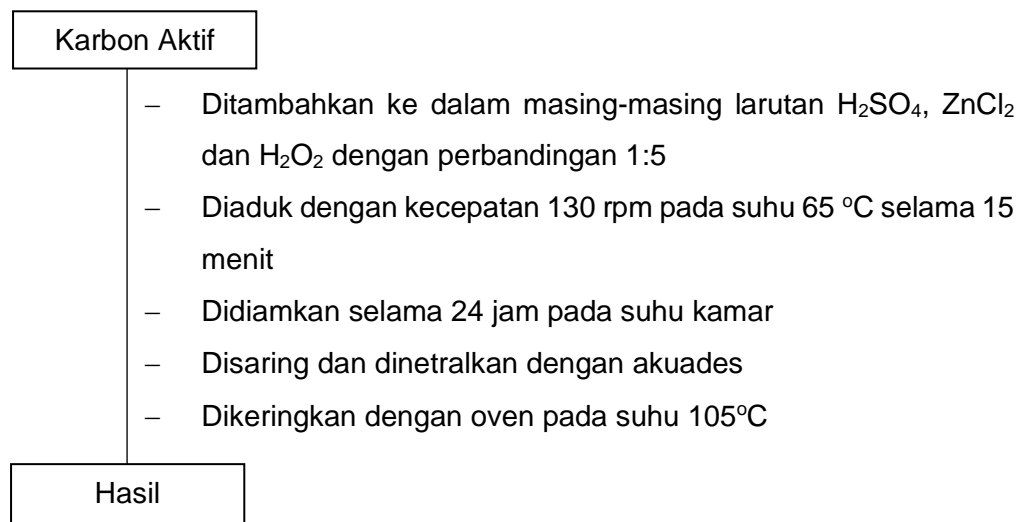 Karbon Aktif
– Ditambahkan ke dalam masing-masing larutan H₂SO₄, ZnCl₂
dan H₂O₂ dengan perbandingan 1:5
– Diaduk dengan kecepatan 130 rpm pada suhu 65 ᵒC selama 15
menit
– Didiamkan selama 24 jam pada suhu kamar
– Disaring dan dinetralkan dengan akuades
– Dikeringkan dengan oven pada suhu 105ᵒC
Hasil